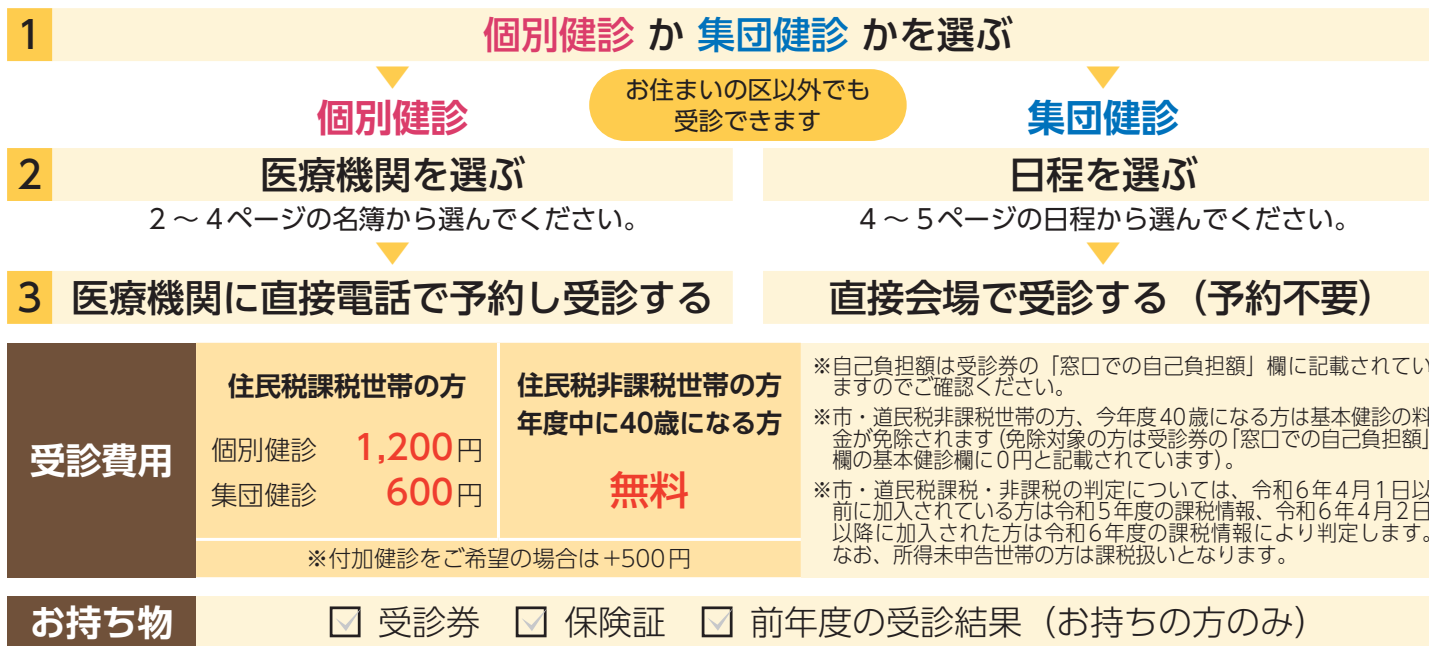 1
個別健診 か 集団健診 かを選ぶ
お住まいの区以外でも
受診できます
個別健診
集団健診
2
医療機関を選ぶ
2～4ページの名簿から選んでください。
日程を選ぶ
4～5ページの日程から選んでください。
3
医療機関に直接電話で予約し受診する
直接会場で受診する（予約不要）
受診費用
住民税課税世帯の方
個別健診 1,200円
集団健診 600円
住民税非課税世帯の方
年度中に40歳になる方
無料
※付加健診をご希望の場合は+500円
※自己負担額は受診券の「窓口での自己負担額」欄に記載されてい
ますのでご確認ください。
※市・道民税非課税世帯の方、今年度40歳になる方は基本健診の料
金が免除されます（免除対象の方は受診券の「窓口での自己負担額」
欄の基本健診欄に0円と記載されています）。
※市・道民税課税・非課税の判定については、令和6年4月1日以
前に加入されている方は令和5年度の課税情報、令和6年4月2日
以降に加入された方は令和6年度の課税情報により判定します。
なお、所得未申告世帯の方は課税扱いとなります。
お持ち物
☑ 受診券 ☑ 保険証 ☑ 前年度の受診結果（お持ちの方のみ）